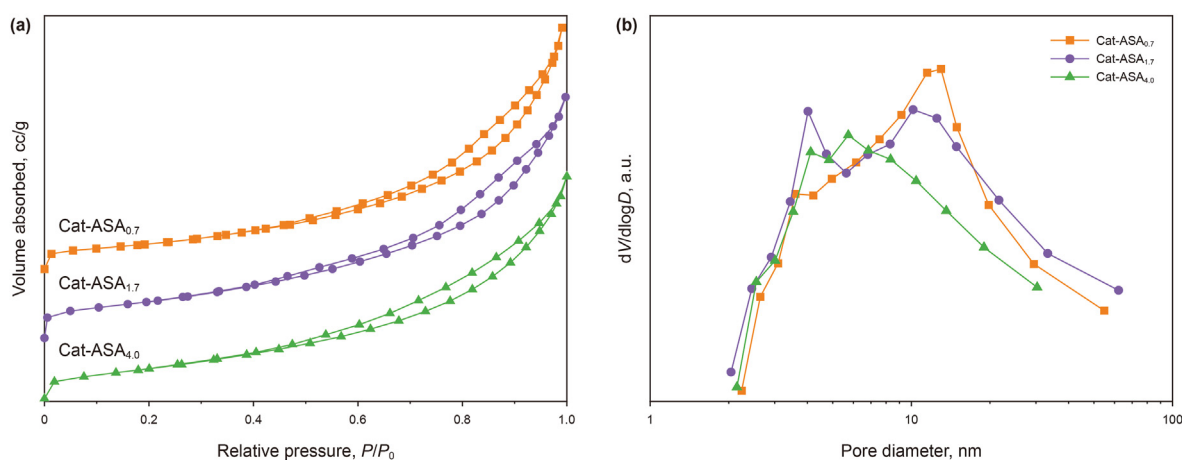 (a)
Volume absorbed, cc/g
Cat-ASA0.7
Cat-ASA1.7
Cat-ASA4.0
0
0.2
0.4
0.6
0.8
1.0
Relative pressure, P/P0
(b)
dV/dlogD, a.u.
Cat-ASA0.7
Cat-ASA1.7
Cat-ASA4.0
1
10
100
Pore diameter, nm